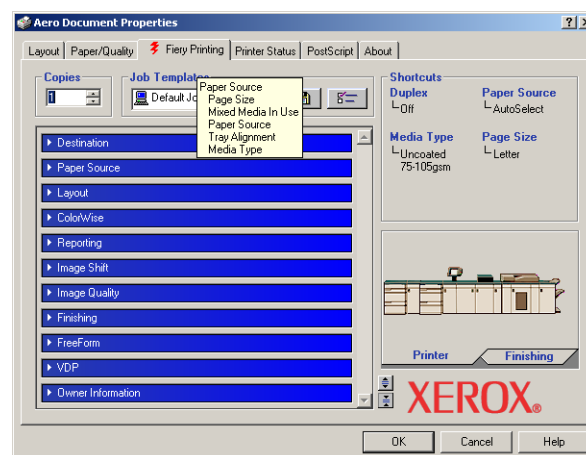 Aero Document Properties
Layout
Paper/Quality
Fiery Printing
Printer Status
PostScript
About
Copies
1
Job Templates
Default Jo
Paper Source
Page Size
Mixed Media In Use
Paper Source
Tray Alignment
Media Type
Shortcuts
Duplex
Off
Paper Source
AutoSelect
Media Type
Uncoated
75-105gsm
Page Size
Letter
Destination
Paper Source
Layout
ColorWise
Reporting
Image Shift
Image Quality
Finishing
FreeForm
VDP
Owner Information
Printer
Finishing
XEROX®
OK
Cancel
Help